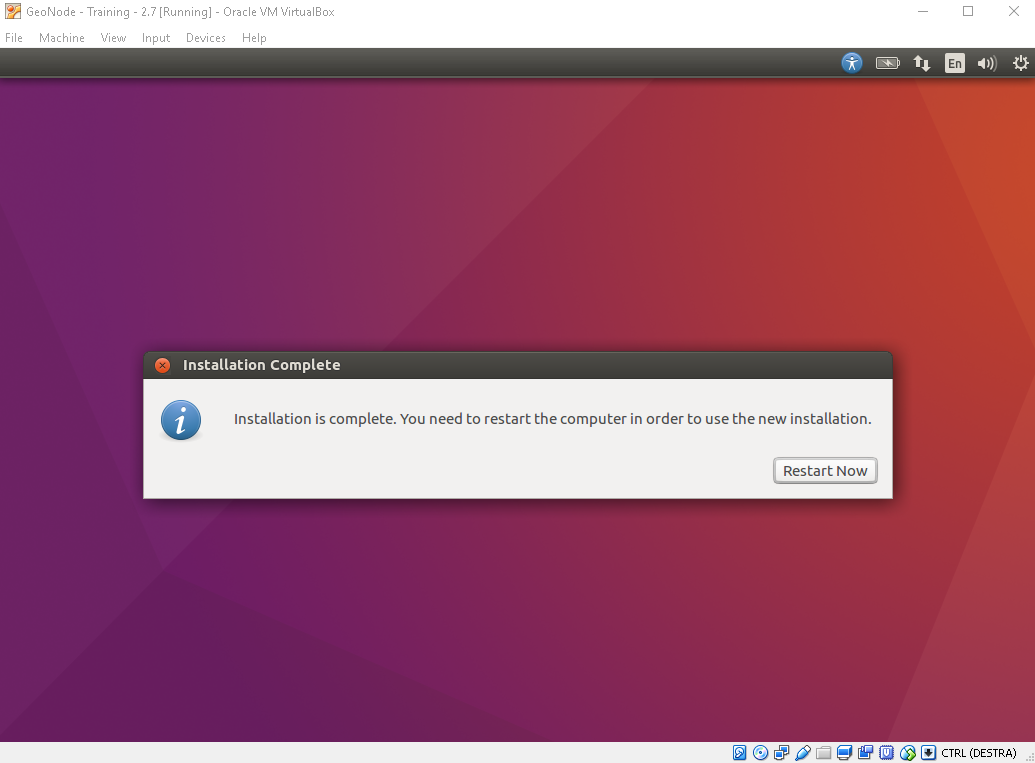 GeoNode - Training - 2.7 [Running] - Oracle VM VirtualBox
File Machine View Input Devices Help
En
Installation Complete
Installation is complete. You need to restart the computer in order to use the new installation.
Restart Now
CTRL (DESTRA)